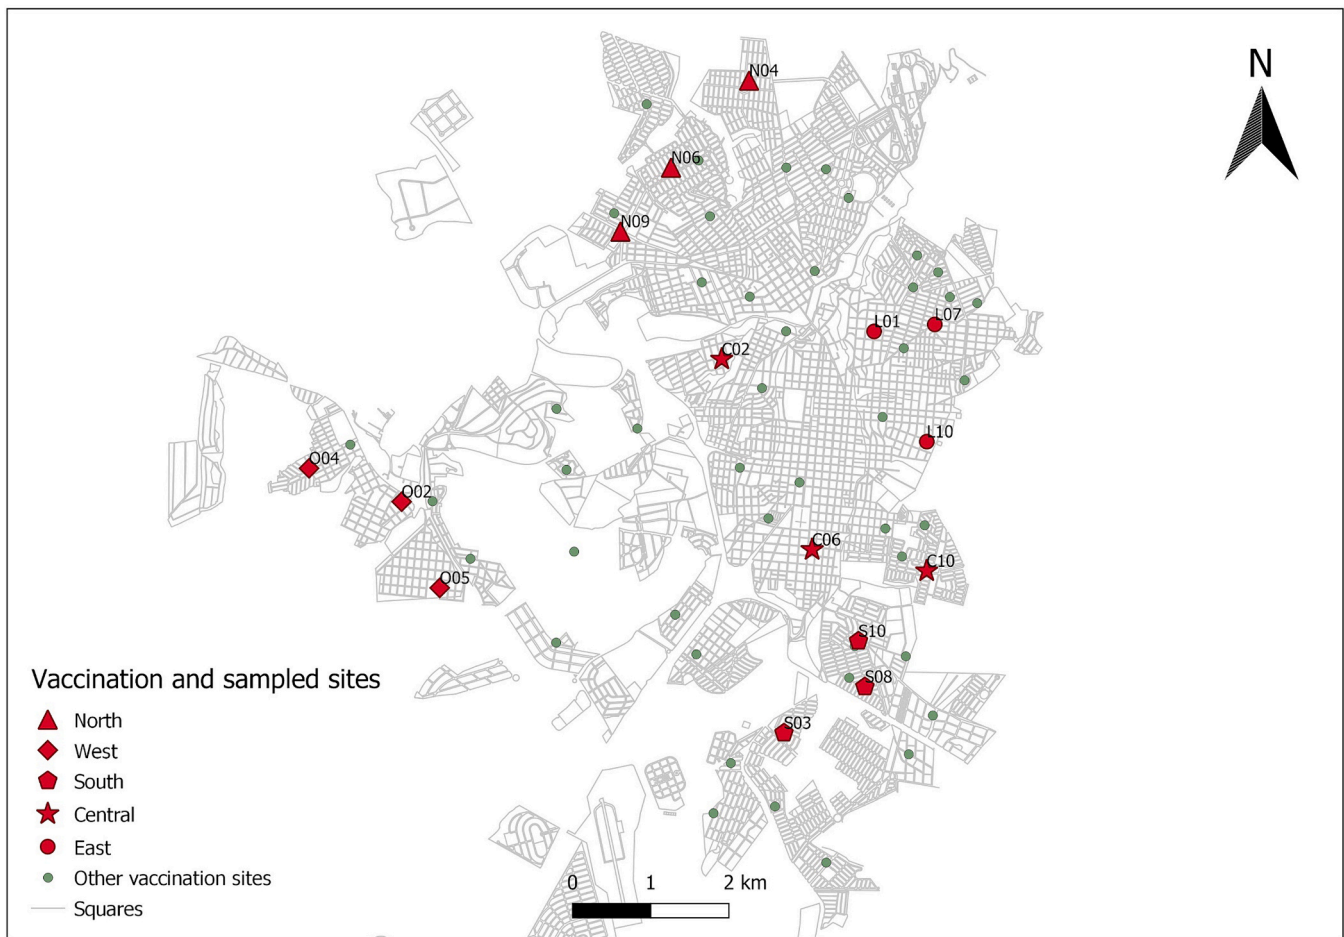 N
N04
N06
N09
L01
L07
C02
L10
O04
O02
C06
C10
O05
S10
S08
S03
Vaccination and sampled sites
North
West
South
Central
East
Other vaccination sites
Squares
0 1 2 km